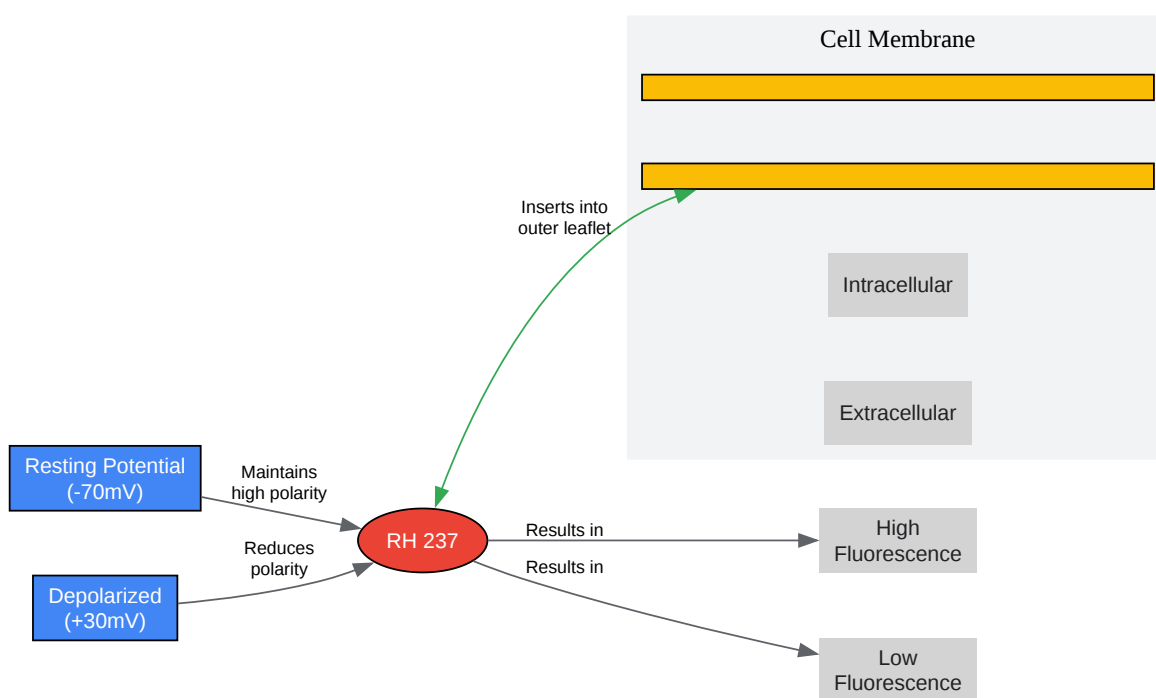 Cell Membrane
Inserts into
outer leaflet
Intracellular
Extracellular
Resting Potential
(-70mV)
Maintains
high polarity
Reduces
polarity
Depolarized
(+30mV)
RH 237
Results in
Results in
High
Fluorescence
Low
Fluorescence